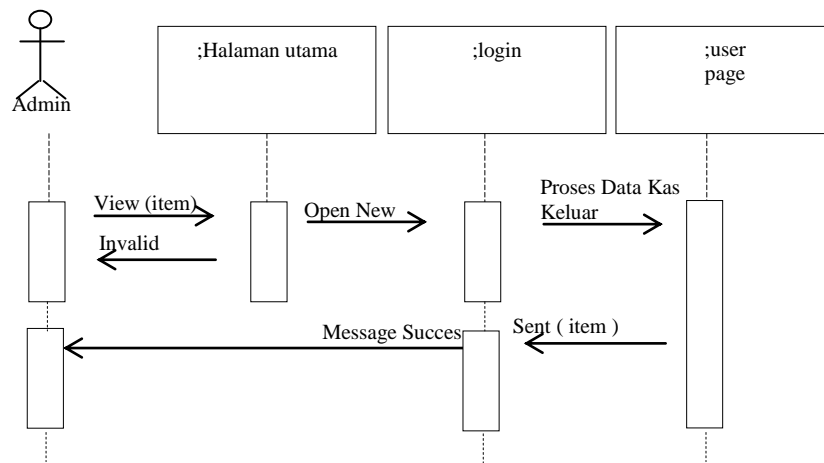 ;Halaman utama
;login
;user
page
Admin
View (item)
Open New
Proses Data Kas
Keluar
Invalid
Message Succes
Sent ( item )